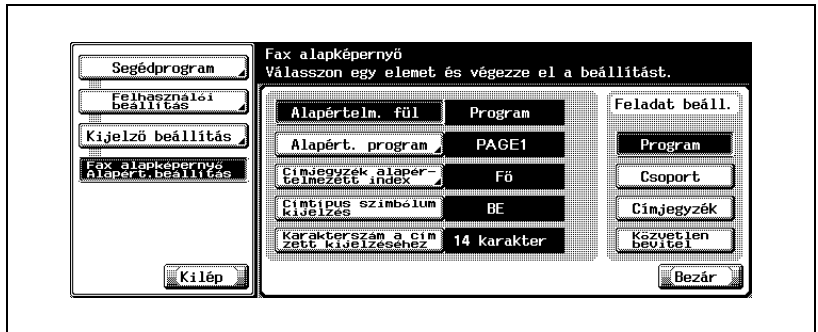 Segédprogram
Felhasználói
beállítás
Kijelző beállítás
Fax alapképernyő
Alapért.beállítás
Kilép
Fax alapképernyő
Válasszon egy elemet és végezze el a beállítást.
Alapértelm. fül
Program
Alapért. program
PAGE1
Címjegyzék alapér-
telmezett index
Fő
Címtípus szimbólum
kijelzés
BE
Karakterszám a cím
zett kijelzéséhez
14 karakter
Feladat beáll.
Program
Csoport
Címjegyzék
Közvetlen
bevitel
Bezár